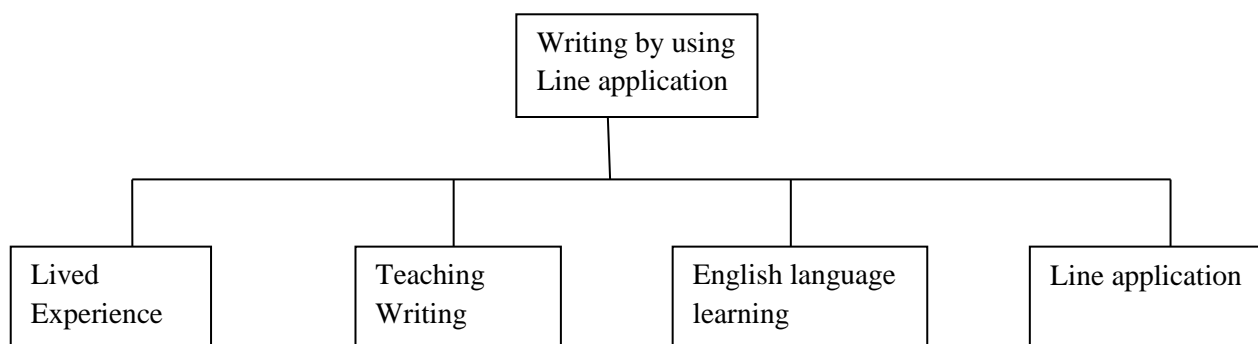 Writing by using
Line application
Lived
Experience
Teaching
Writing
English language
learning
Line application